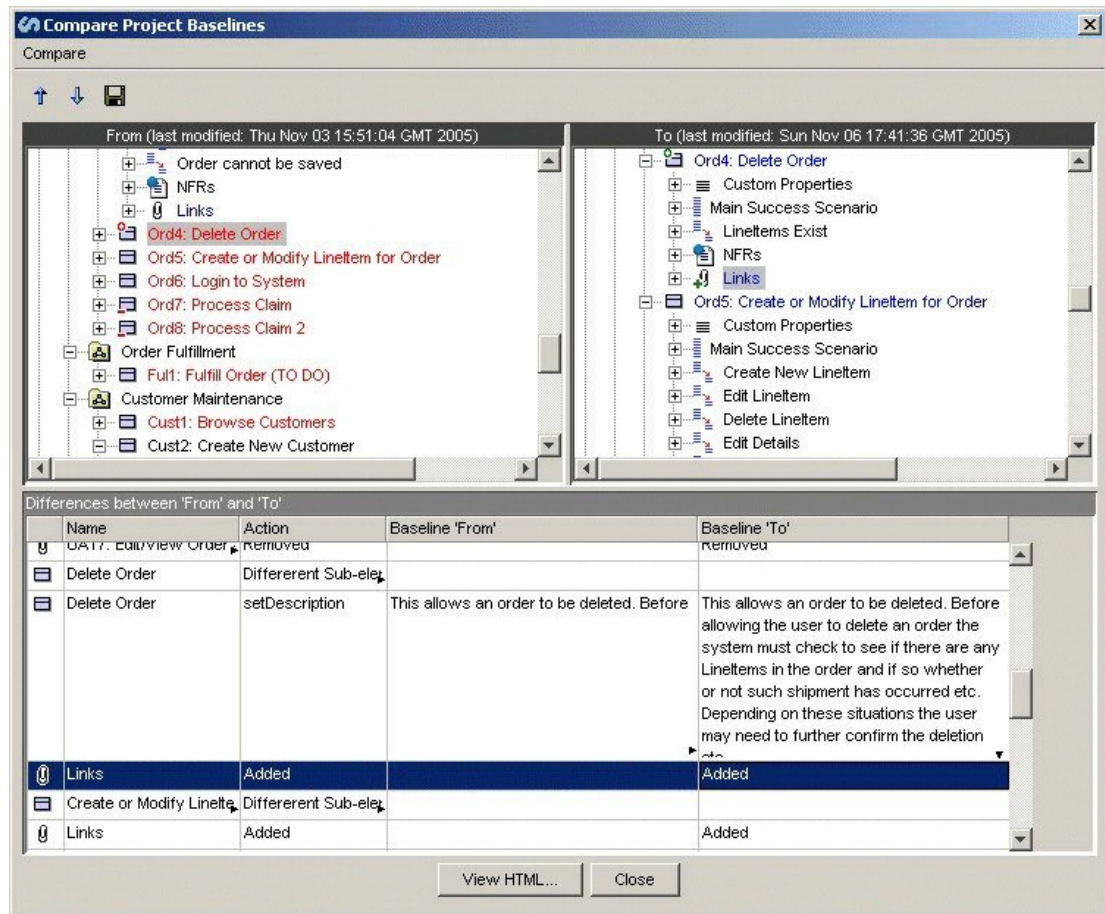 Compare Project Baselines
Compare
From (last modified: Thu Nov 03 15:51:04 GMT 2005)
Order cannot be saved
NFRs
Links
Ord4: Delete Order
Ord5: Create or Modify LineItem for Order
Ord6: Login to System
Ord7: Process Claim
Ord8: Process Claim 2
Order Fulfillment
Ful1: Fulfill Order (TO DO)
Customer Maintenance
Cust1: Browse Customers
Cust2: Create New Customer
To (last modified: Sun Nov 06 17:41:36 GMT 2005)
Ord4: Delete Order
Custom Properties
Main Success Scenario
LineItems Exist
NFRs
Links
Ord5: Create or Modify LineItem for Order
Custom Properties
Main Success Scenario
Create New LineItem
Edit LineItem
Delete LineItem
Edit Details
Differences between 'From' and 'To'
Name Action Baseline 'From' Baseline 'To'
UA17: Edit/View Order Removed Removed
Delete Order Differerent Sub-eler
Delete Order setDescription This allows an order to be deleted. Before This allows an order to be deleted. Before
allowing the user to delete an order the
system must check to see if there are any
LineItems in the order and if so whether
or not such shipment has occurred etc.
Depending on these situations the user
may need to further confirm the deletion
etc
Links Added Added
Create or Modify LineIte Differerent Sub-eler
Links Added Added
View HTML... Close